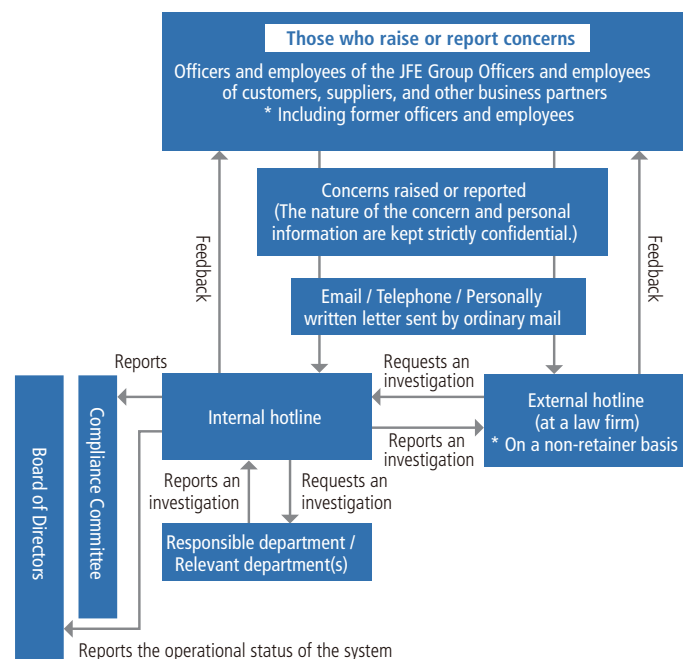 Those who raise or report concerns
Officers and employees of the JFE Group Officers and employees
of customers, suppliers, and other business partners
* Including former officers and employees
Concerns raised or reported
(The nature of the concern and personal
information are kept strictly confidential.)
Feedback
Feedback
Email / Telephone / Personally
written letter sent by ordinary mail
Reports
Requests an
investigation
Internal hotline
External hotline
(at a law firm)
* On a non-retainer basis
Reports an
investigation
Board of Directors
Compliance Committee
Reports an
investigation
Requests an
investigation
Responsible department /
Relevant department(s)
Reports the operational status of the system